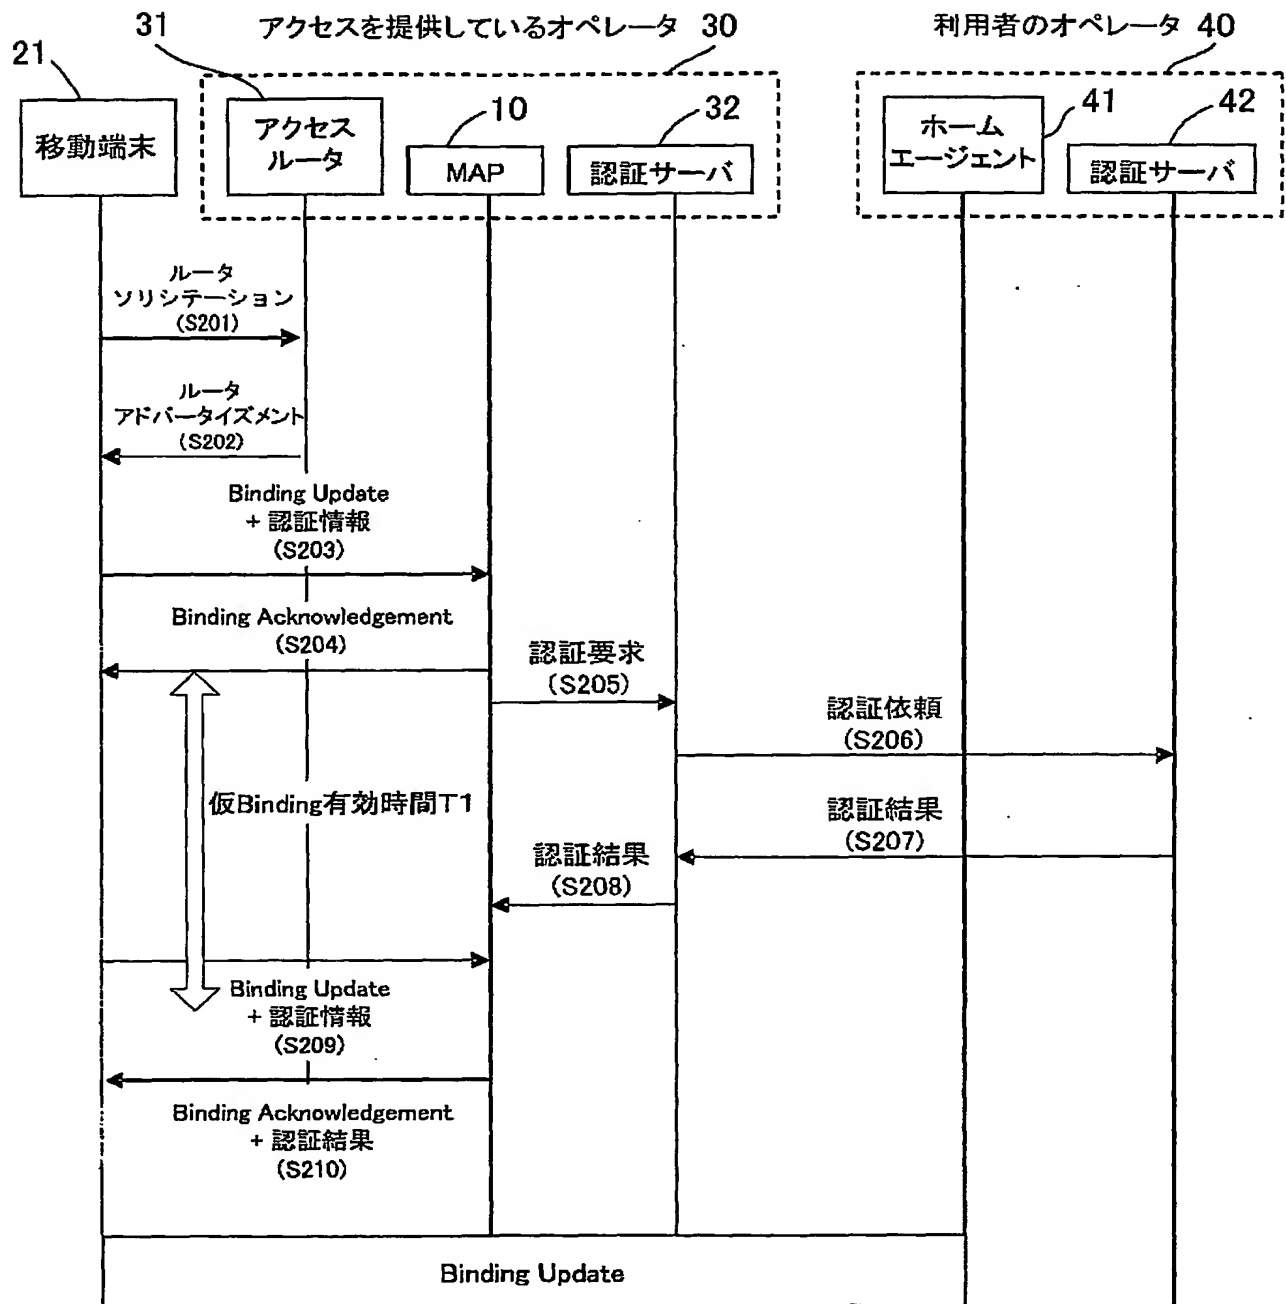 アクセスを提供しているオペレータ 30
利用者のオペレータ 40
21
31
10
32
41
42
移動端末
アクセス
ルータ
MAP
認証サーバ
ホーム
エージェント
認証サーバ
ルータ
ソリシテーション
(S201)
ルータ
アドバータイズメント
(S202)
Binding Update
+ 認証情報
(S203)
Binding Acknowledgement
(S204)
認証要求
(S205)
認証依頼
(S206)
仮Binding有効時間T1
認証結果
(S207)
認証結果
(S208)
Binding Update
+ 認証情報
(S209)
Binding Acknowledgement
+ 認証結果
(S210)
Binding Update